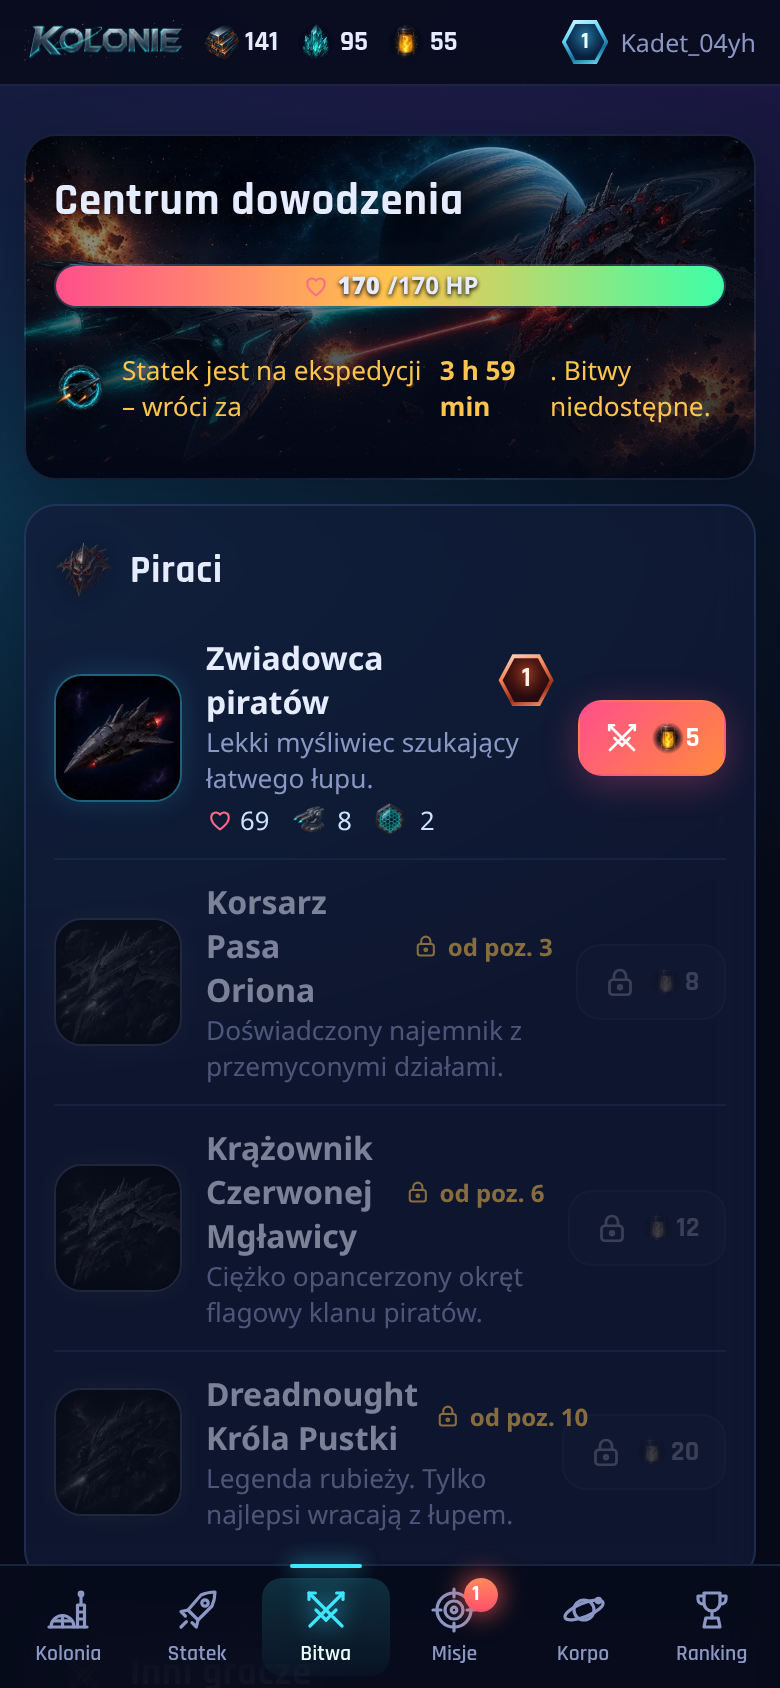 KOLONIE 141 95 55 1 Kadet_04yh
Centrum dowodzenia
170 /170 HP
Statek jest na ekspedycji 3 h 59 . Bitwy
– wróci za min niedostępne.
Piraci
Zwiadowca
piratów
1
Lekki myśliwiec szukający
łatwego łupu.
69 8 2
5
Korsarz
Pasa
Oriona
od poz. 3
8
Doświadczony najemnik z
przemyconymi działami.
Krążownik
Czerwonej
Mgławicy
od poz. 6
12
Ciężko opancerzony okręt
flagowy klanu piratów.
Dreadnought
Króla Pustki
od poz. 10
20
Legenda rubieży. Tylko
najlepsi wracają z łupem.
1
Kolonia Statek Bitwa Misje Korpo Ranking
Inni gracze